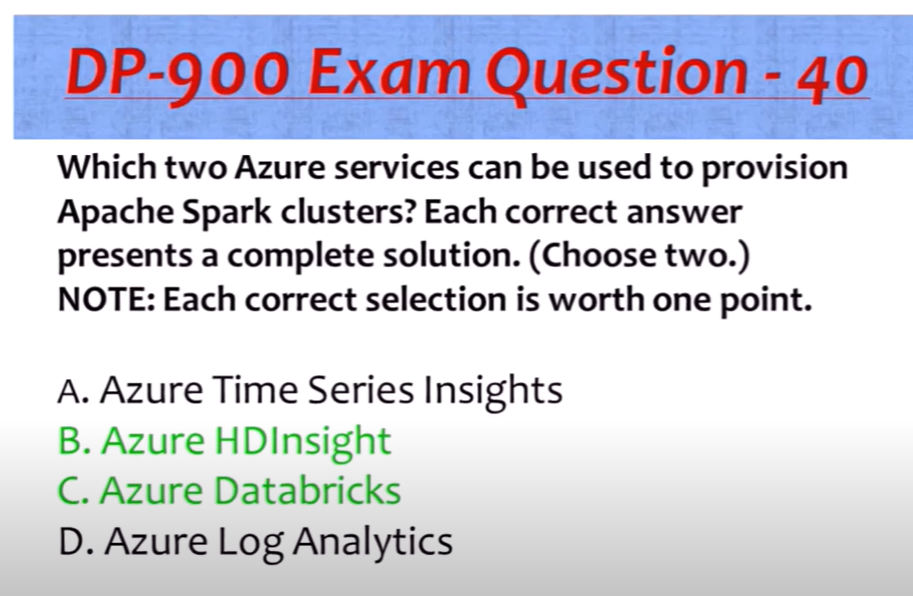 DP-900 Exam Question - 40
Which two Azure services can be used to provision
Apache Spark clusters? Each correct answer
presents a complete solution. (Choose two.)
NOTE: Each correct selection is worth one point.
A. Azure Time Series Insights
B. Azure HDInsight
C. Azure Databricks
D. Azure Log Analytics